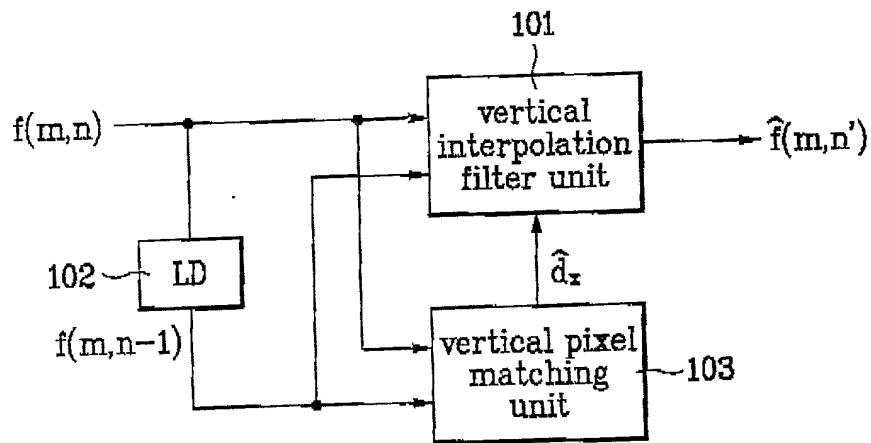 101
f(m,n)
vertical
interpolation
filter unit
f̂(m,n')
102
LD
d̂x
f(m,n-1)
vertical pixel
matching
unit
103